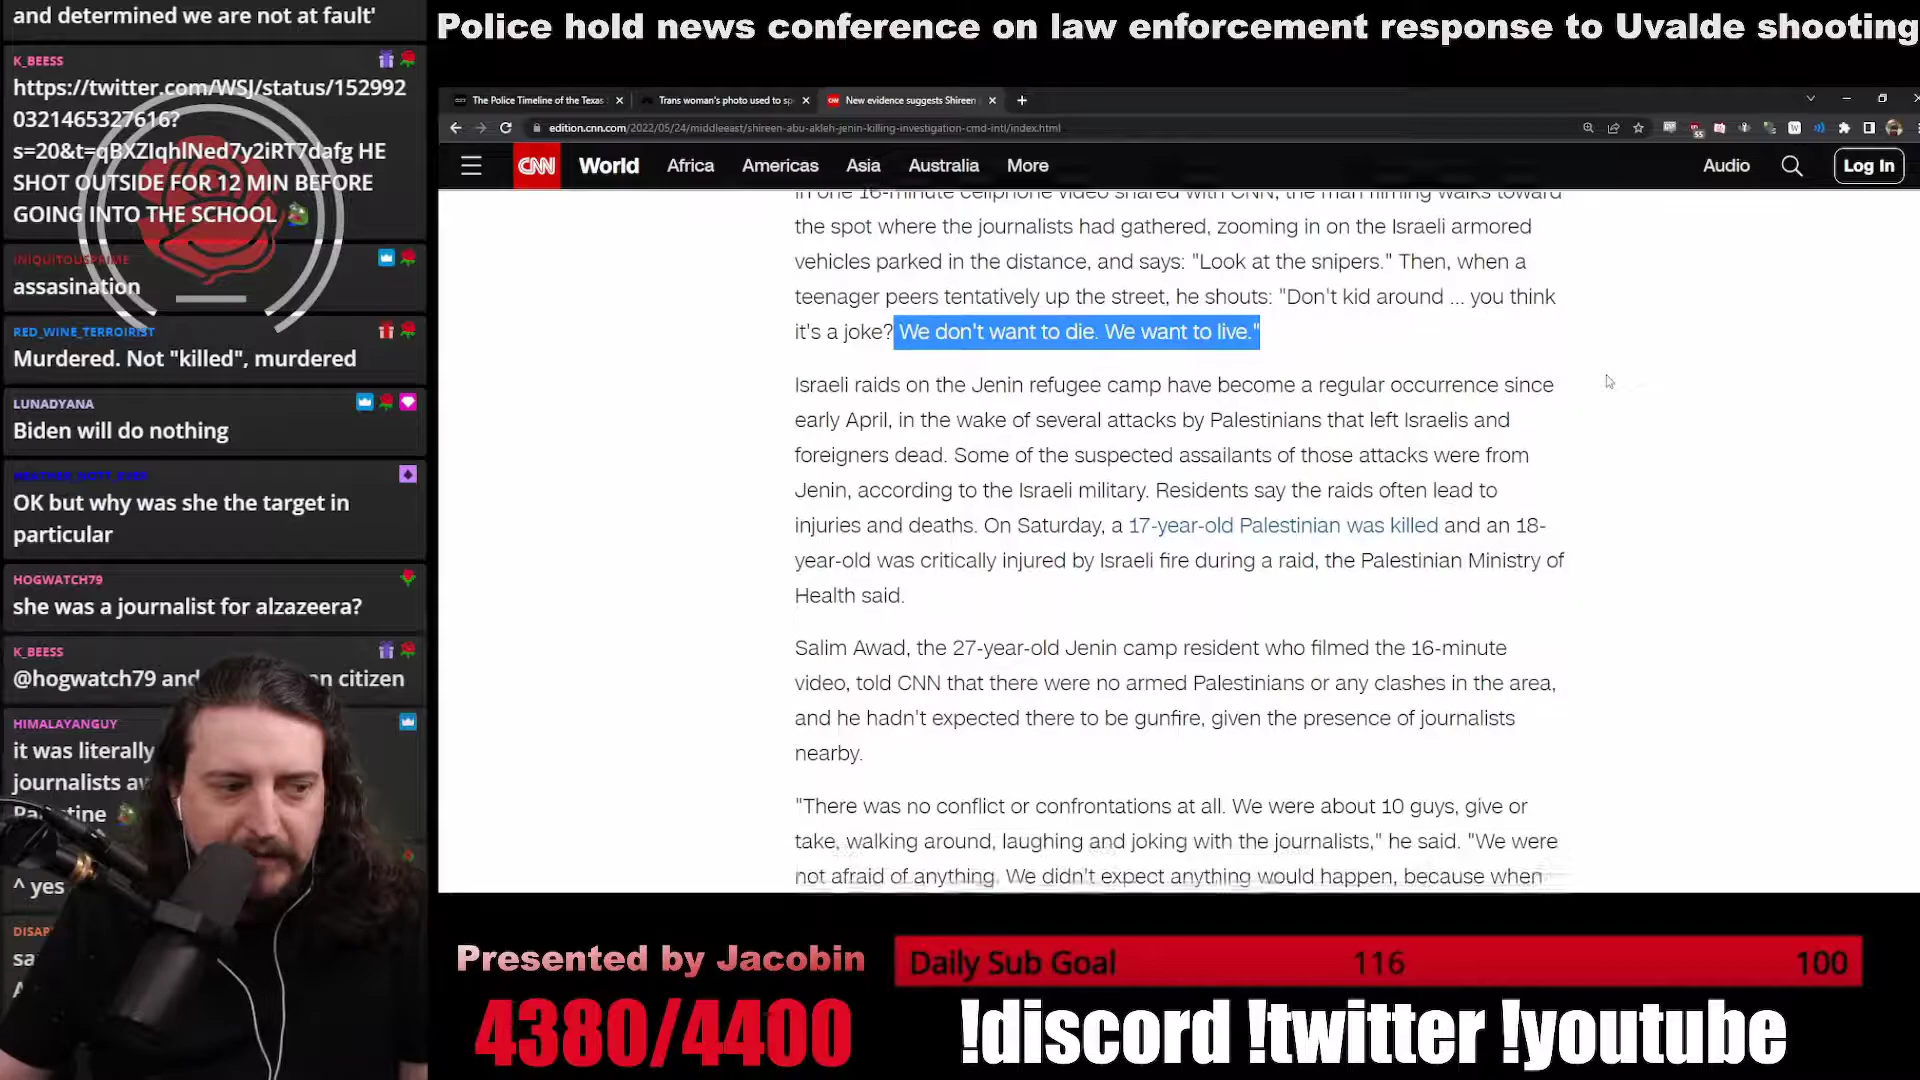 and determined we are not at fault'
K_BEESS
https://twitter.com/WSJ/status/152992
0321465327616?
s=20&t=qBXZIqhlNed7y2iRT7dafg HE
SHOT OUTSIDE FOR 12 MIN BEFORE
GOING INTO THE SCHOOL
INIQUITOUSPRIME
assasination
RED_WINE_TERROIRIST
Murdered. Not "killed", murdered
LUNADYANA
Biden will do nothing
OK but why was she the target in
particular
HOGWATCH79
she was a journalist for alzazeera?
K_BEESS
@hogwatch79 and n citizen
HIMALAYANGUY
it was literally
journalists
^ yes
DISAP
Police hold news conference on law enforcement response to Uvalde shooting
The Police Timeline of the Texas
Trans woman's photo used to sp
New evidence suggests Shireen
edition.cnn.com/2022/05/24/middleeast/shireen-abu-akleh-jenin-killing-investigation-cmd-intl/index.html
CNN World Africa Americas Asia Australia More Audio Log In
In one 16-minute cellphone video shared with CNN, the man filming walks toward
the spot where the journalists had gathered, zooming in on the Israeli armored
vehicles parked in the distance, and says: "Look at the snipers." Then, when a
teenager peers tentatively up the street, he shouts: "Don't kid around ... you think
it's a joke? We don't want to die. We want to live."
Israeli raids on the Jenin refugee camp have become a regular occurrence since
early April, in the wake of several attacks by Palestinians that left Israelis and
foreigners dead. Some of the suspected assailants of those attacks were from
Jenin, according to the Israeli military. Residents say the raids often lead to
injuries and deaths. On Saturday, a 17-year-old Palestinian was killed and an 18-
year-old was critically injured by Israeli fire during a raid, the Palestinian Ministry of
Health said.
Salim Awad, the 27-year-old Jenin camp resident who filmed the 16-minute
video, told CNN that there were no armed Palestinians or any clashes in the area,
and he hadn't expected there to be gunfire, given the presence of journalists
nearby.
"There was no conflict or confrontations at all. We were about 10 guys, give or
take, walking around, laughing and joking with the journalists," he said. "We were
not afraid of anything. We didn't expect anything would happen, because when
Presented by Jacobin
4380/4400
Daily Sub Goal 116 100
!discord !twitter !youtube